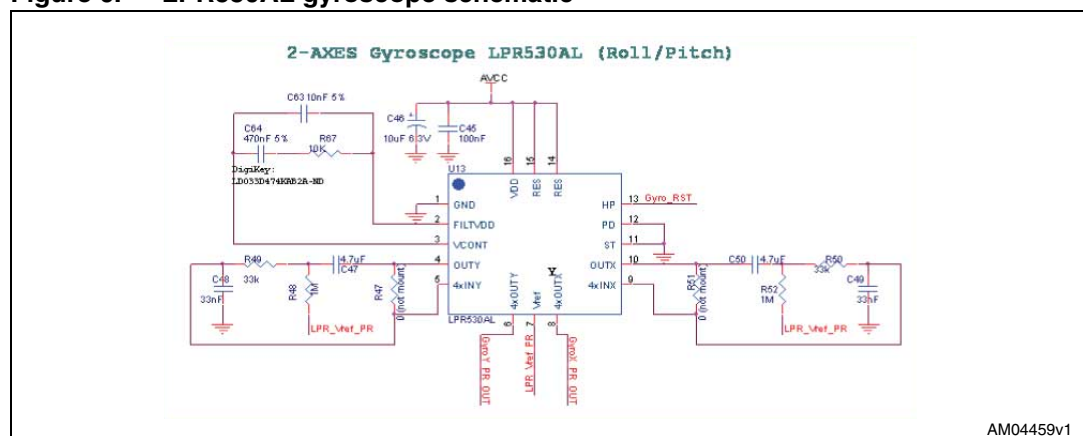 Figure 6. LPR530AL gyroscope schematic
2-AXES Gyroscope LPR530AL (Roll/Pitch)
AVCC
C63 10nF 5%
C64
470nF 5%
R67
10K
DigiKey:
LD033D474KAB2A-ND
C46 +
10uF 6.3V
C45
100nF
16
15
14
U13
VDD
RES
RES
1
GND
2
FILTVDD
3
VCONT
4
OUTY
5
4xINY
HP
13
Gyro_RST
PD
12
ST
11
OUTX
10
4xINX
9
4xOUTY
Vref
4xOUTX
LPR530AL
6
7
8
GyroY_PR_OUT
LPR_Vref_PR
GyroX_PR_OUT
R49
33k
C48
33nF
4.7uF
C47
R48
1M
R47
0 (not mount)
LPR_Vref_PR
C50
4.7uF
R50
33k
R51
0 (not mount)
R52
1M
C49
33nF
LPR_Vref_PR
AM04459v1